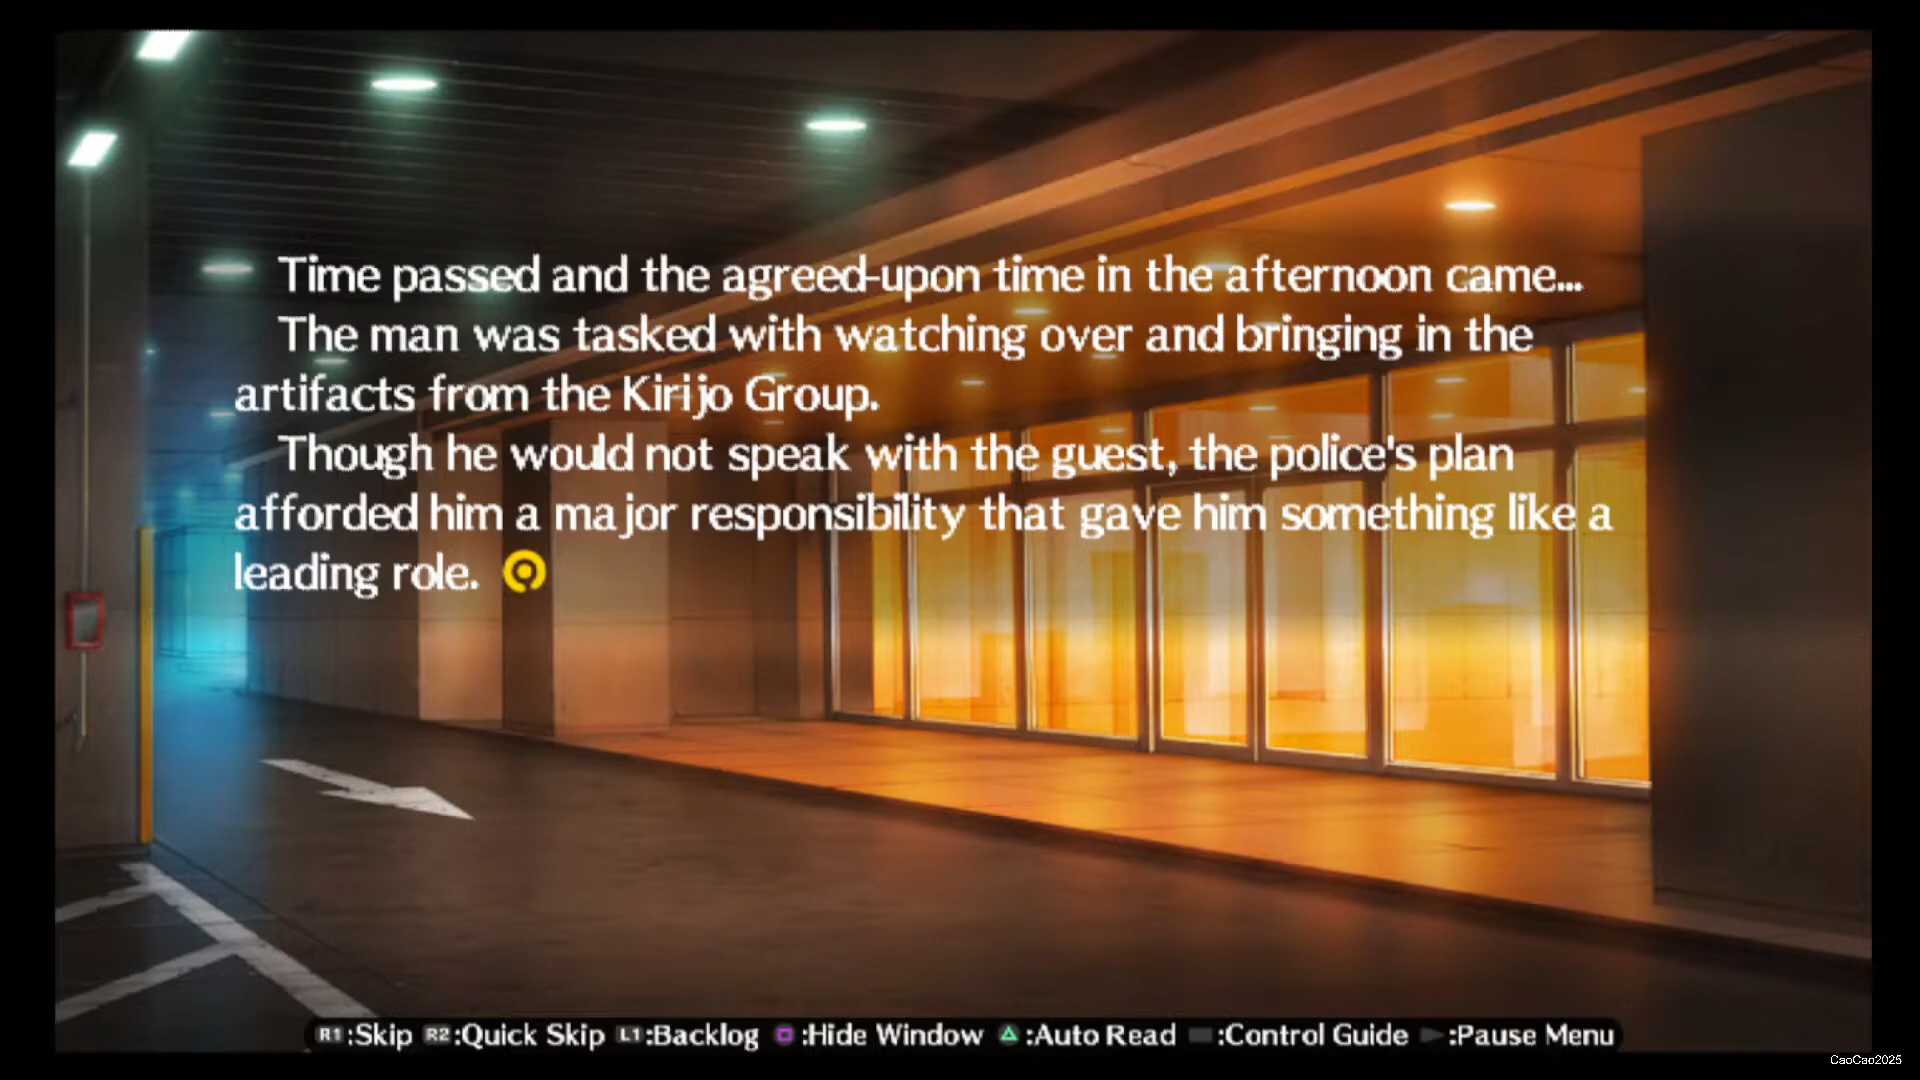 Time passed and the agreed-upon time in the afternoon came...
The man was tasked with watching over and bringing in the
artifacts from the Kirijo Group.
Though he would not speak with the guest, the police's plan
afforded him a major responsibility that gave him something like a
leading role.
R1:Skip R2:Quick Skip L1:Backlog :Hide Window :Auto Read :Control Guide :Pause Menu
CaoCao2025